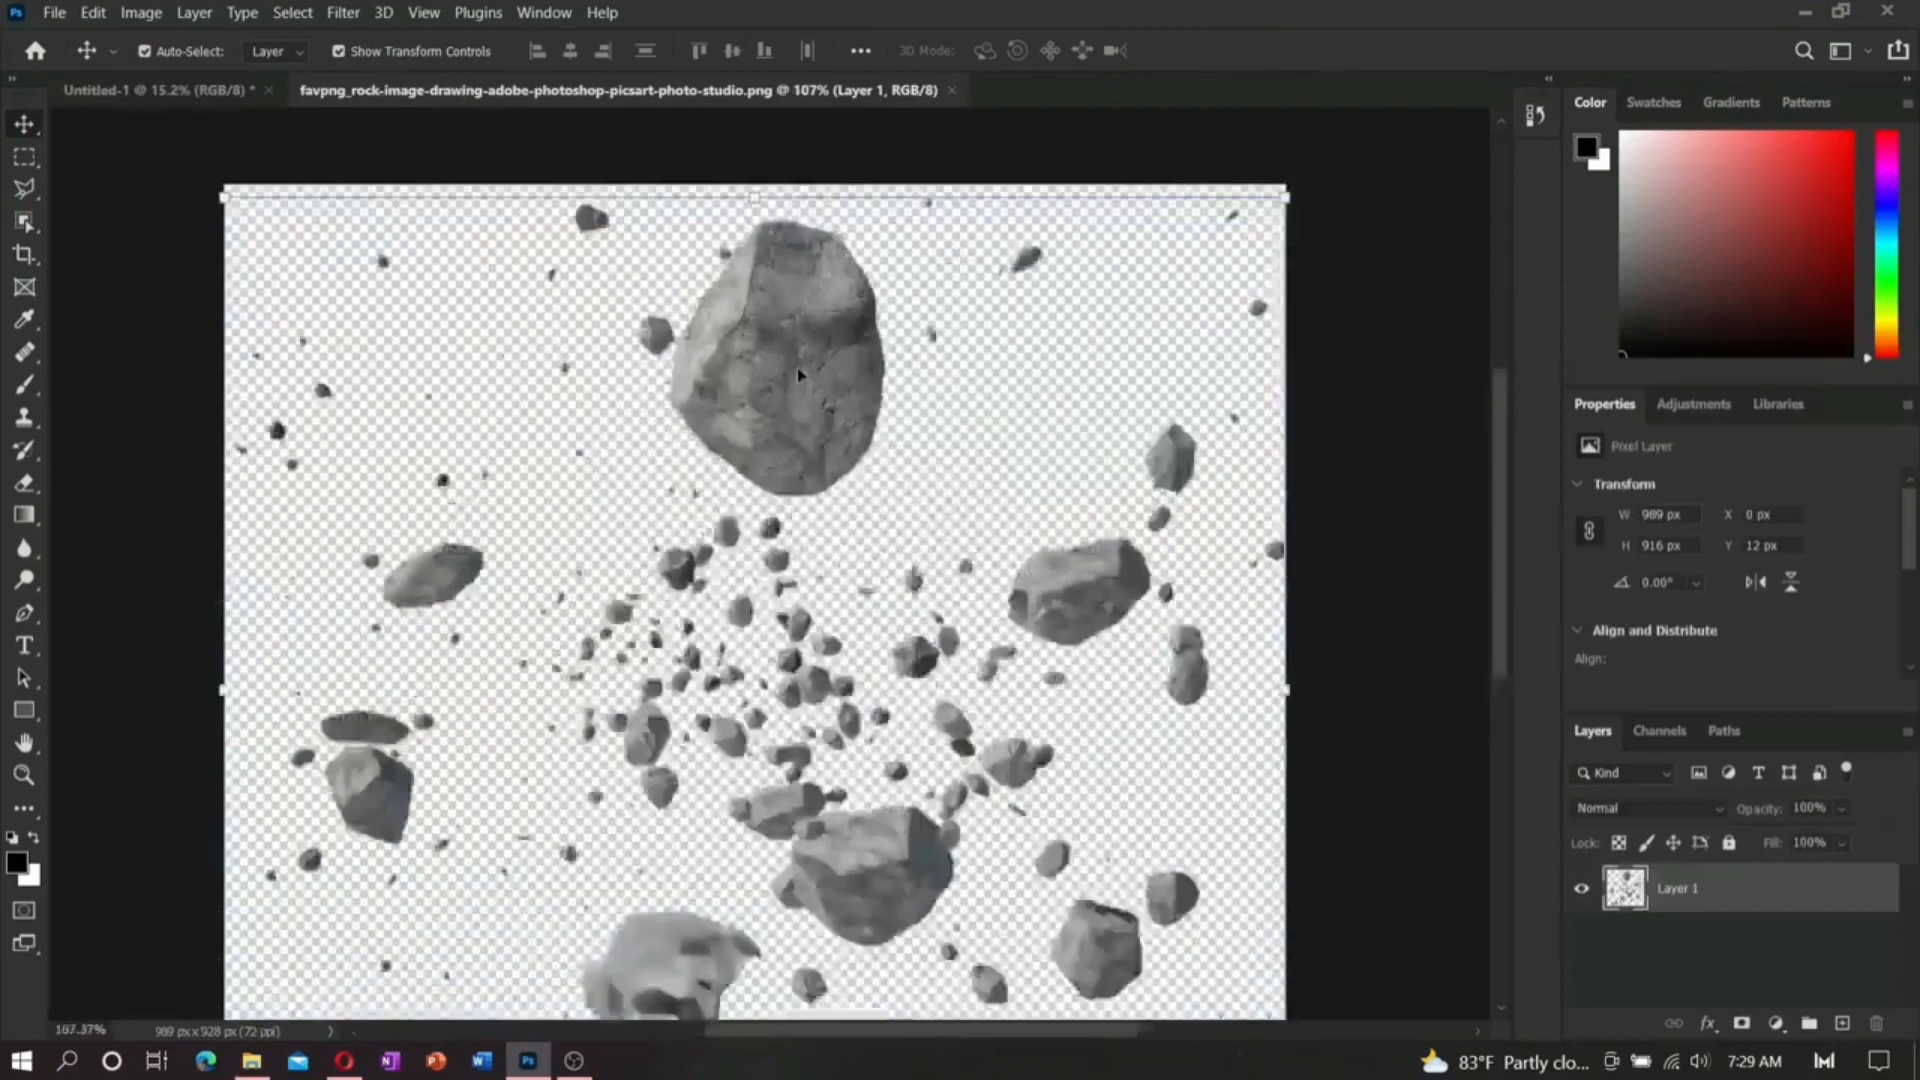 Ps File Edit Image Layer Type Select Filter 3D View Plugins Window Help
Auto-Select: Layer Show Transform Controls 3D Mode:
Untitled-1 @ 15.2% (RGB/8) * × favpng_rock-image-drawing-adobe-photoshop-picsart-photo-studio.png @ 107% (Layer 1, RGB/8) ×
Color Swatches Gradients Patterns
Properties Adjustments Libraries
Pixel Layer
Transform
W 989 px X 0 px
H 916 px Y 12 px
0.00°
Align and Distribute
Align:
Layers Channels Paths
Kind
Normal Opacity: 100%
Lock: Fill: 100%
Layer 1
fx
989 px x 928 px (72 ppi)
83°F Partly clo... 7:29 AM